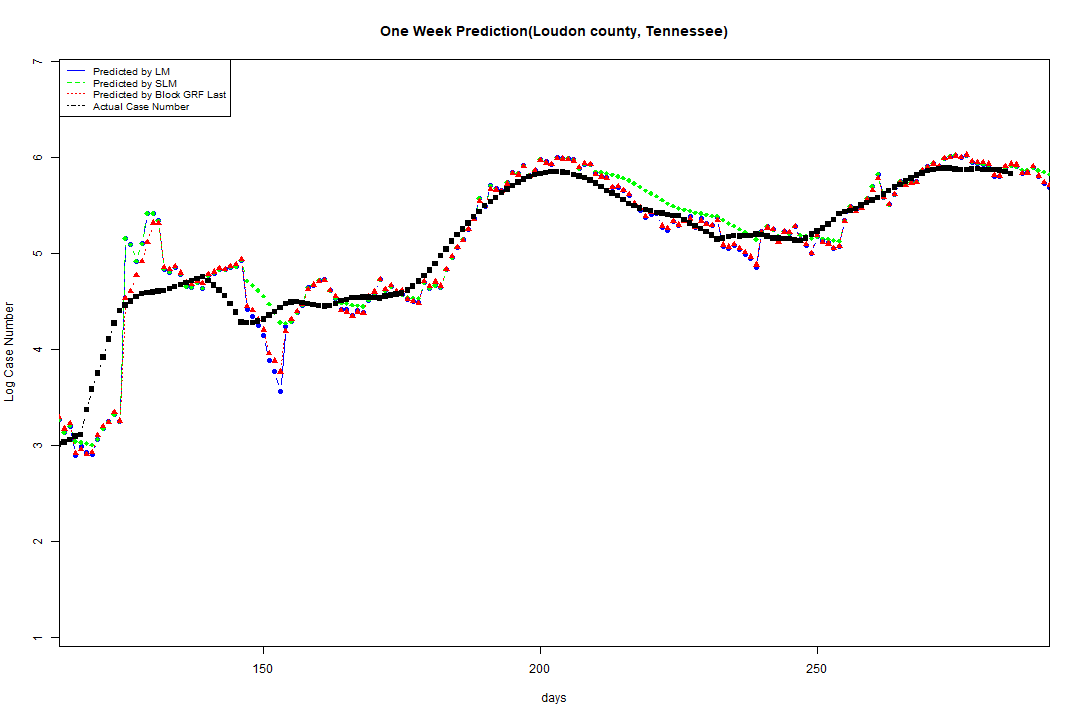 One Week Prediction(Loudon county, Tennessee)
Predicted by LM
Predicted by SLM
Predicted by Block GRF Last
Actual Case Number
Log Case Number
7
6
5
4
3
2
1
150 200 250
days